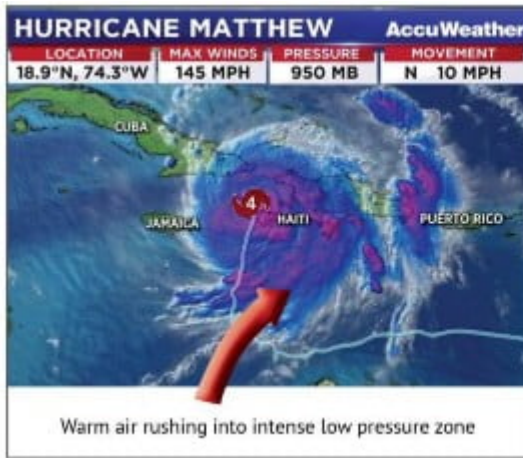 HURRICANE MATTHEW AccuWeather
LOCATION MAX WINDS PRESSURE MOVEMENT
18.9°N, 74.3°W 145 MPH 950 MB N 10 MPH
CUBA
4
JAMAICA HAITI PUERTO RICO
Warm air rushing into intense low pressure zone